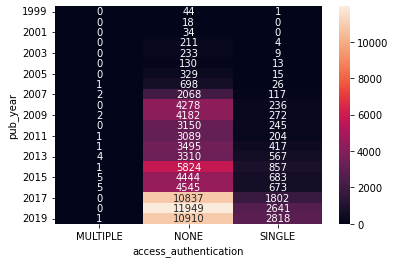 pub_year
1999 0 44 1
0 18 0
2001 0 34 0
0 211 4
2003 0 233 9
0 130 13
2005 0 329 15
1 698 26
2007 2 2068 117
0 4278 236
2009 2 4182 272
0 3150 245
2011 1 3089 204
1 3495 417
2013 4 3310 567
1 5824 857
2015 5 4444 683
5 4545 673
2017 0 10837 1802
0 11949 2641
2019 1 10910 2818
MULTIPLE NONE SINGLE
access_authentication
10000
8000
6000
4000
2000
0